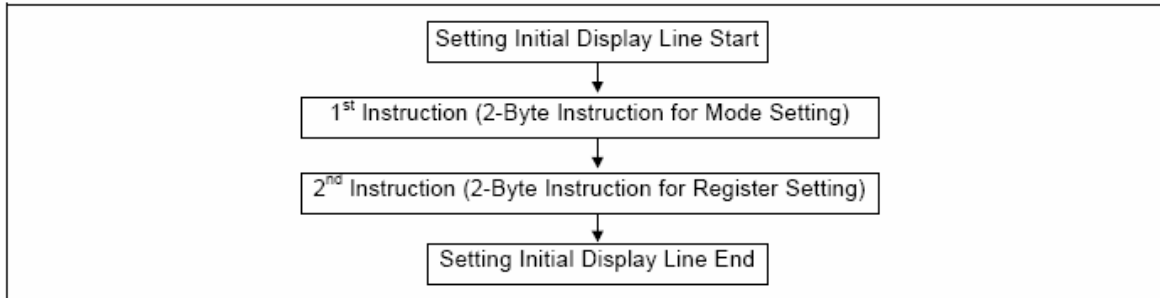 Setting Initial Display Line Start
1st Instruction (2-Byte Instruction for Mode Setting)
2nd Instruction (2-Byte Instruction for Register Setting)
Setting Initial Display Line End